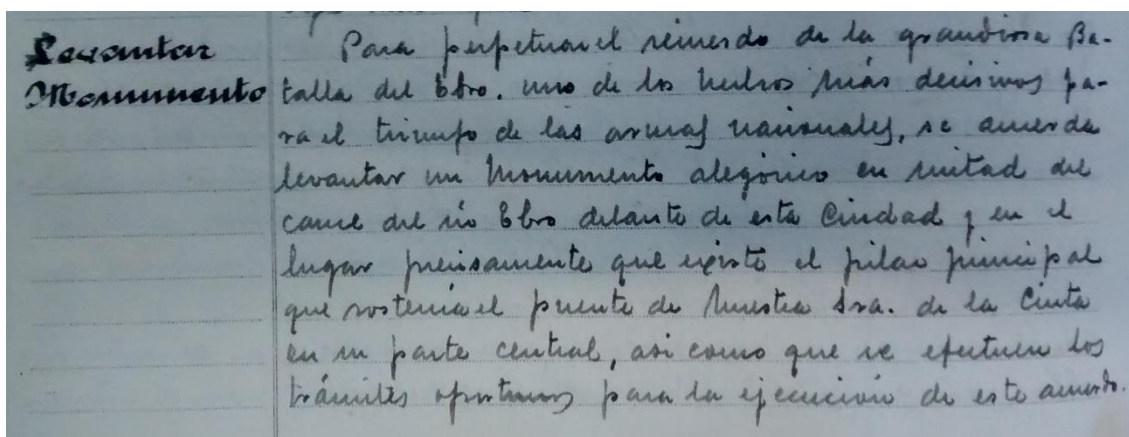 Levantar
Monumento
Para perpetuar el recuerdo de la grandiosa Ba-
talla del Ebro. uno de los hechos más decisivos pa-
ra el triunfo de las armas nacionales, se acuerda
levantar un Monumento alegórico en mitad del
cauce del río Ebro delante de esta Ciudad y en el
lugar precisamente que existe el pilar principal
que sostenia el puente de Nuestra Sra. de la Cinta
en su parte central, asi como que se efectuen los
trámites oportunos para la ejecución de este acuerdo.